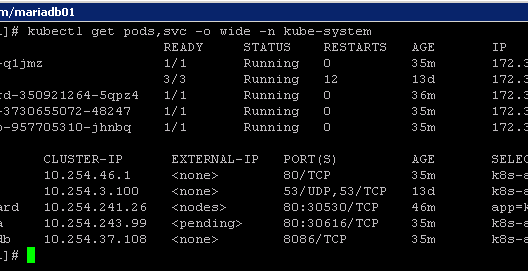 m/mariadb01
]# kubectl get pods,svc -o wide -n kube-system
READY STATUS RESTARTS AGE IP
-q1jmz 1/1 Running 0 35m 172.3
3/3 Running 12 13d 172.3
rd-350921264-5qpz4 1/1 Running 0 36m 172.3
-3730655072-48247 1/1 Running 0 35m 172.3
b-957705310-jhnbq 1/1 Running 0 35m 172.3
CLUSTER-IP EXTERNAL-IP PORT(S) AGE SELEC
10.254.46.1 <none> 80/TCP 35m k8s-a
10.254.3.100 <none> 53/UDP,53/TCP 13d k8s-a
ard 10.254.241.26 <nodes> 80:30530/TCP 46m app=k
a 10.254.243.99 <pending> 80:30616/TCP 35m k8s-a
db 10.254.37.108 <none> 8086/TCP 35m k8s-a
]#